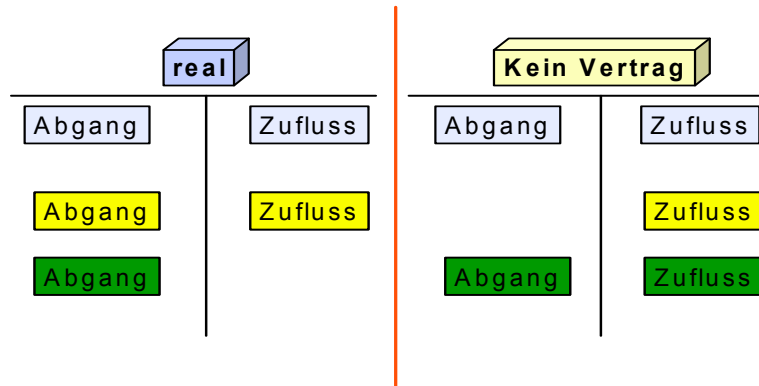 real
Kein Vertrag
Abgang Zufluss Abgang Zufluss
Abgang Zufluss Zufluss
Abgang Abgang Zufluss